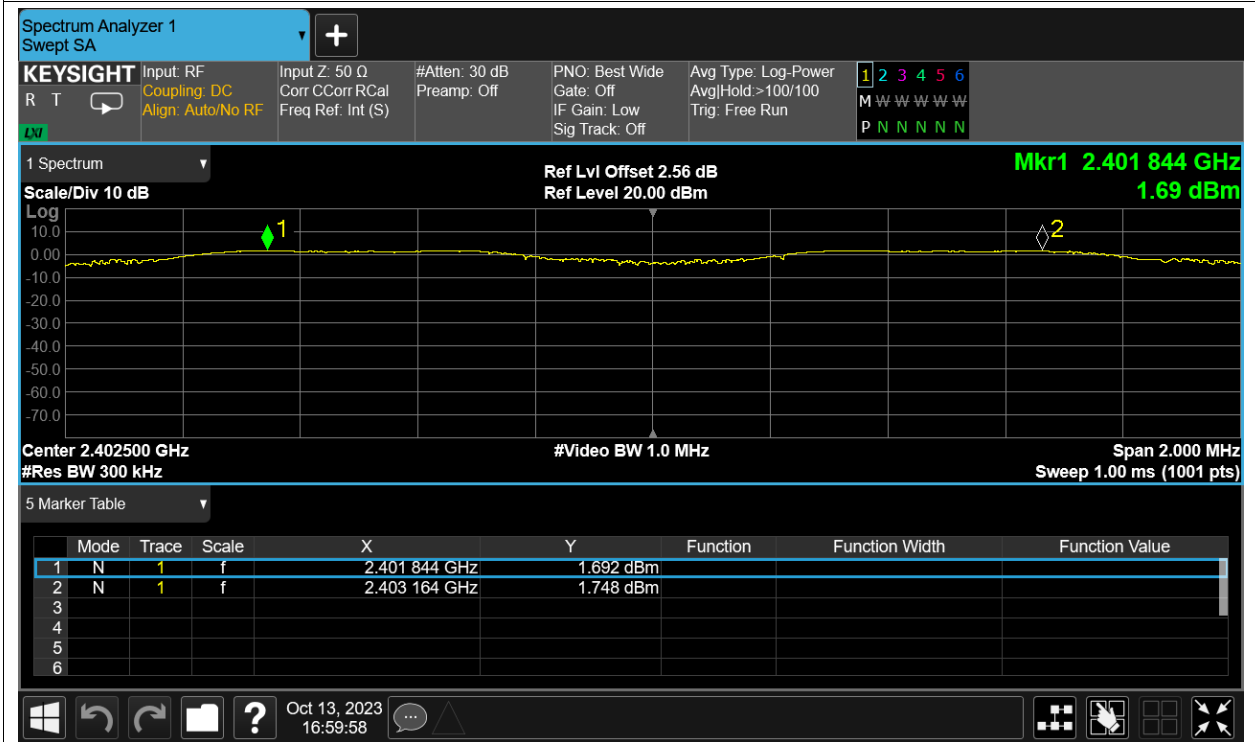 Spectrum Analyzer 1
Swept SA
+
KEYSIGHT Input: RF Input Z: 50 Ω #Atten: 30 dB PNO: Best Wide Avg Type: Log-Power 1 2 3 4 5 6
R T Coupling: DC Corr CCorr RCal Preamp: Off Gate: Off Avg|Hold:>100/100 M W W W W W
Align: Auto/No RF Freq Ref: Int (S) IF Gain: Low Trig: Free Run
LXI Sig Track: Off P N N N N N
1 Spectrum Ref Lvl Offset 2.56 dB Mkr1 2.401 844 GHz
Scale/Div 10 dB Ref Level 20.00 dBm 1.69 dBm
Log
10.0 1 2
0.00
-10.0
-20.0
-30.0
-40.0
-50.0
-60.0
-70.0
Center 2.402500 GHz #Video BW 1.0 MHz Span 2.000 MHz
#Res BW 300 kHz Sweep 1.00 ms (1001 pts)
5 Marker Table
Mode Trace Scale X Y Function Function Width Function Value
1 N 1 f 2.401 844 GHz 1.692 dBm
2 N 1 f 2.403 164 GHz 1.748 dBm
3
4
5
6
? Oct 13, 2023
16:59:58